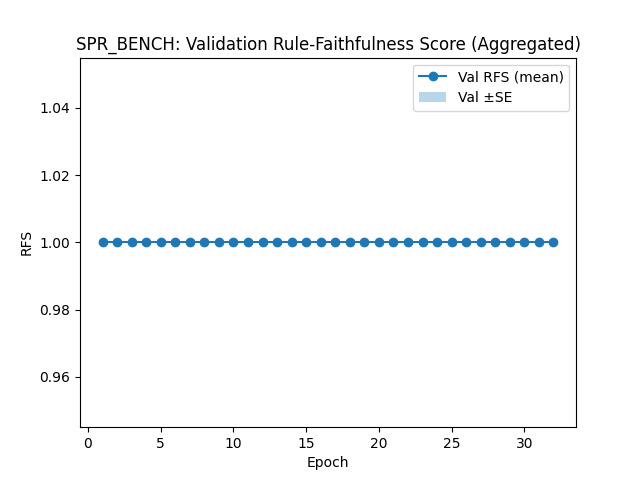 SPR_BENCH: Validation Rule-Faithfulness Score (Aggregated)
Val RFS (mean)
Val ±SE
1.04
1.02
1.00
0.98
0.96
RFS
0 5 10 15 20 25 30
Epoch